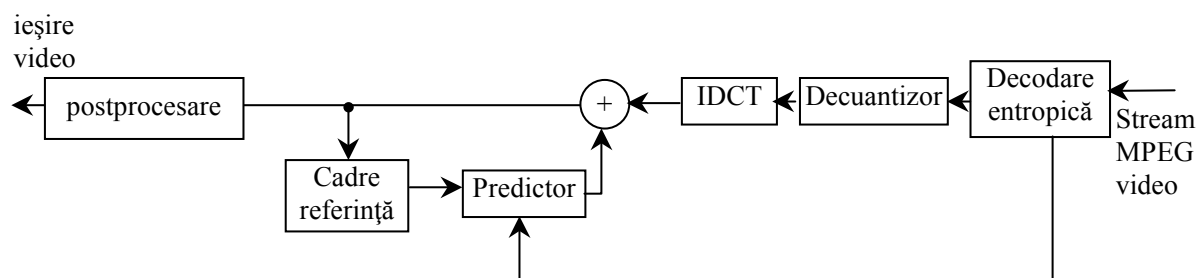 ieşire
video
postprocesare
+
IDCT
Decuantizor
Decodare
entropică
Stream
MPEG
video
Cadre
referinţă
Predictor